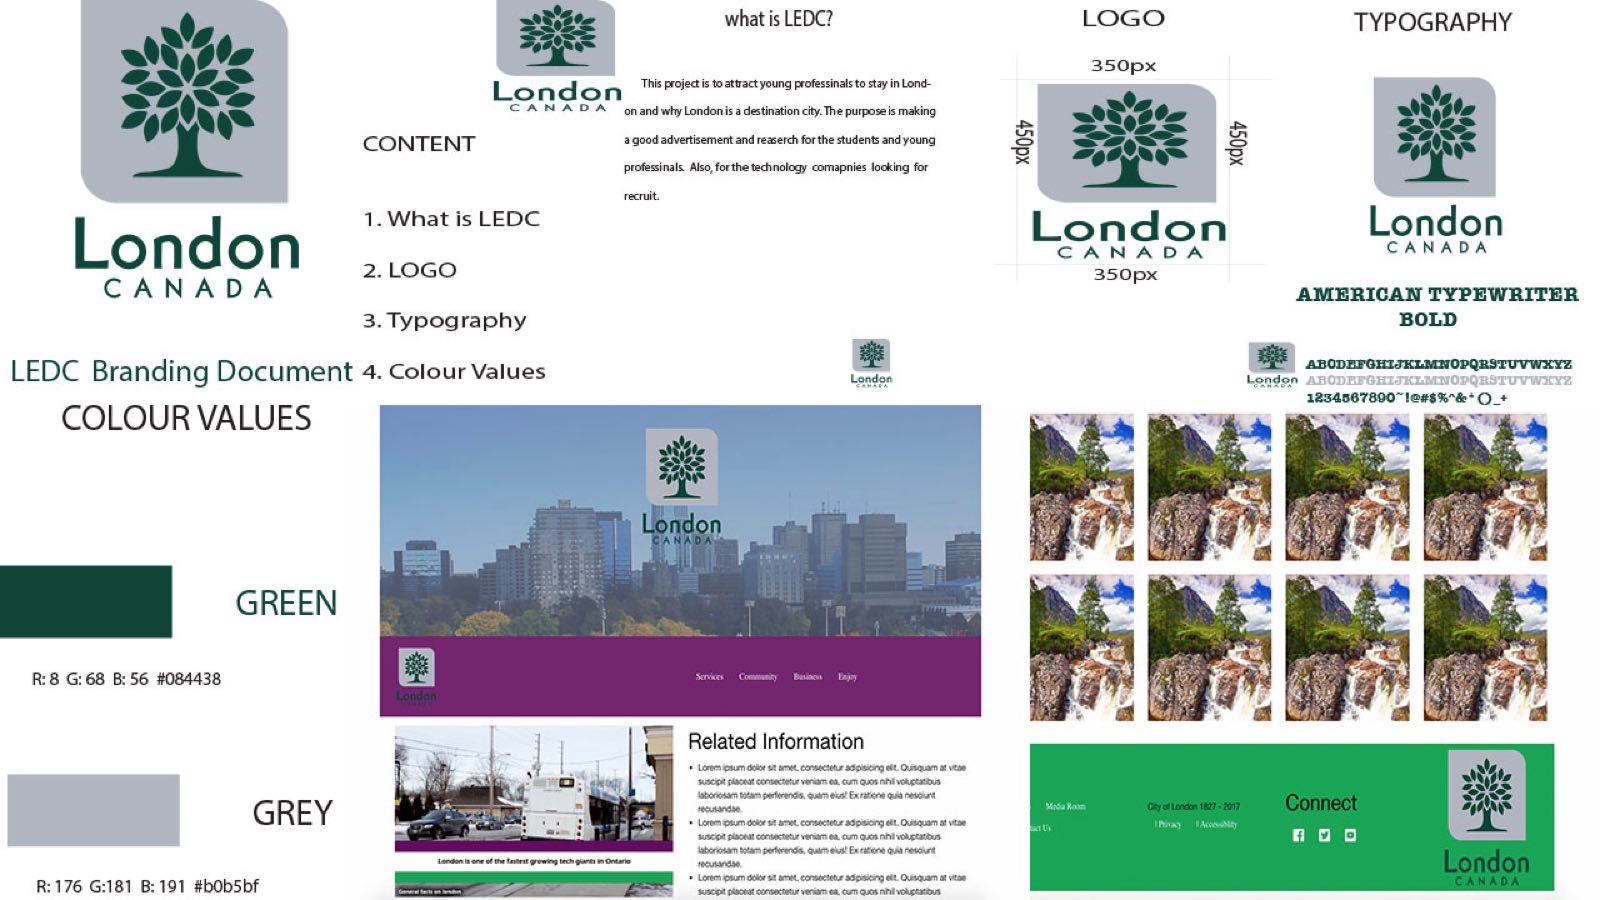 London
CANADA
LEDC Branding Document
London
CANADA
CONTENT
1. What is LEDC
2. LOGO
3. Typography
4. Colour Values
what is LEDC?
This project is to attract young professinals to stay in Lond-
on and why London is a destination city. The purpose is making
a good advertisement and reaserch for the students and young
professinals. Also, for the technology comapnies looking for
recruit.
London
LOGO
350px
450px
450px
London
CANADA
350px
TYPOGRAPHY
London
CANADA
AMERICAN TYPEWRITER
BOLD
London
ABCDEFGHIJKLMNOPQRSTUVWXYZ
ABCDEFGHIJKLMNOPQRSTUVWXYZ
1234567890~!@#$%^&*()_+
COLOUR VALUES
GREEN
R: 8 G: 68 B: 56 #084438
GREY
R: 176 G:181 B: 191 #b0b5bf
London
CANADA
London
CANADA
Services Community Business Enjoy
London is one of the fastest growing tech giants in Ontario
General facts on london
Related Information
• Lorem ipsum dolor sit amet, consectetur adipisicing elit. Quisquam at vitae
suscipit placeat consectetur veniam ea, cum quos nihil voluptatibus
laboriosam totam perferendis, quam eius! Ex ratione quia nesciunt
recusandae.
• Lorem ipsum dolor sit amet, consectetur adipisicing elit. Quisquam at vitae
suscipit placeat consectetur veniam ea, cum quos nihil voluptatibus
laboriosam totam perferendis, quam eius! Ex ratione quia nesciunt
recusandae.
• Lorem ipsum dolor sit amet, consectetur adipisicing elit. Quisquam at vitae
suscipit placeat consectetur veniam ea, cum quos nihil voluptatibus
Media Room
tact Us
City of London 1827 - 2017
| Privacy | Accessiblity
Connect
London
CANADA